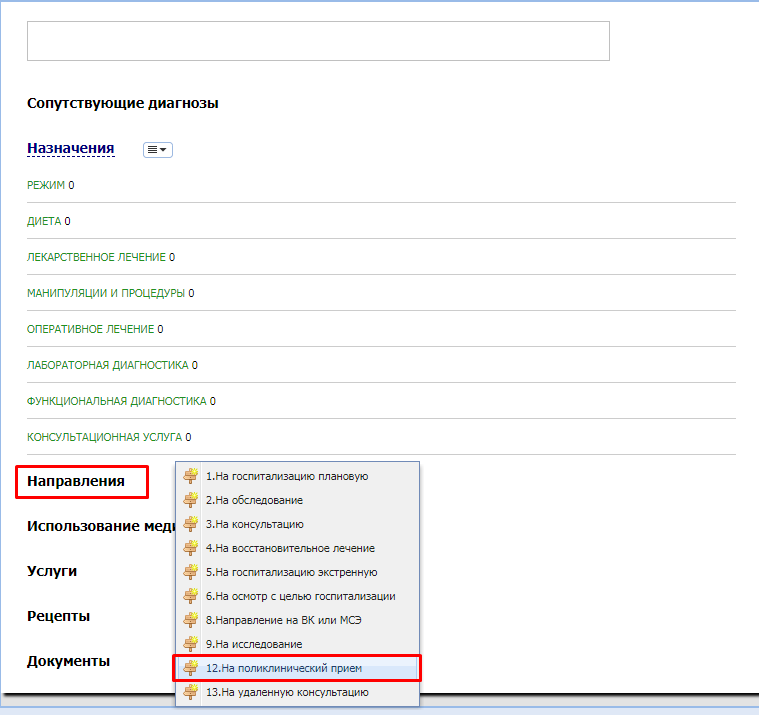 Сопутствующие диагнозы
Назначения
РЕЖИМ 0
ДИЕТА 0
ЛЕКАРСТВЕННОЕ ЛЕЧЕНИЕ 0
МАНИПУЛЯЦИИ И ПРОЦЕДУРЫ 0
ОПЕРАТИВНОЕ ЛЕЧЕНИЕ 0
ЛАБОРАТОРНАЯ ДИАГНОСТИКА 0
ФУНКЦИОНАЛЬНАЯ ДИАГНОСТИКА 0
КОНСУЛЬТАЦИОННАЯ УСЛУГА 0
Направления
Использование меди
Услуги
Рецепты
Документы
1.На госпитализацию плановую
2.На обследование
3.На консультацию
4.На восстановительное лечение
5.На госпитализацию экстренную
6.На осмотр с целью госпитализации
8.Направление на ВК или МСЭ
9.На исследование
12.На поликлинический прием
13.На удаленную консультацию